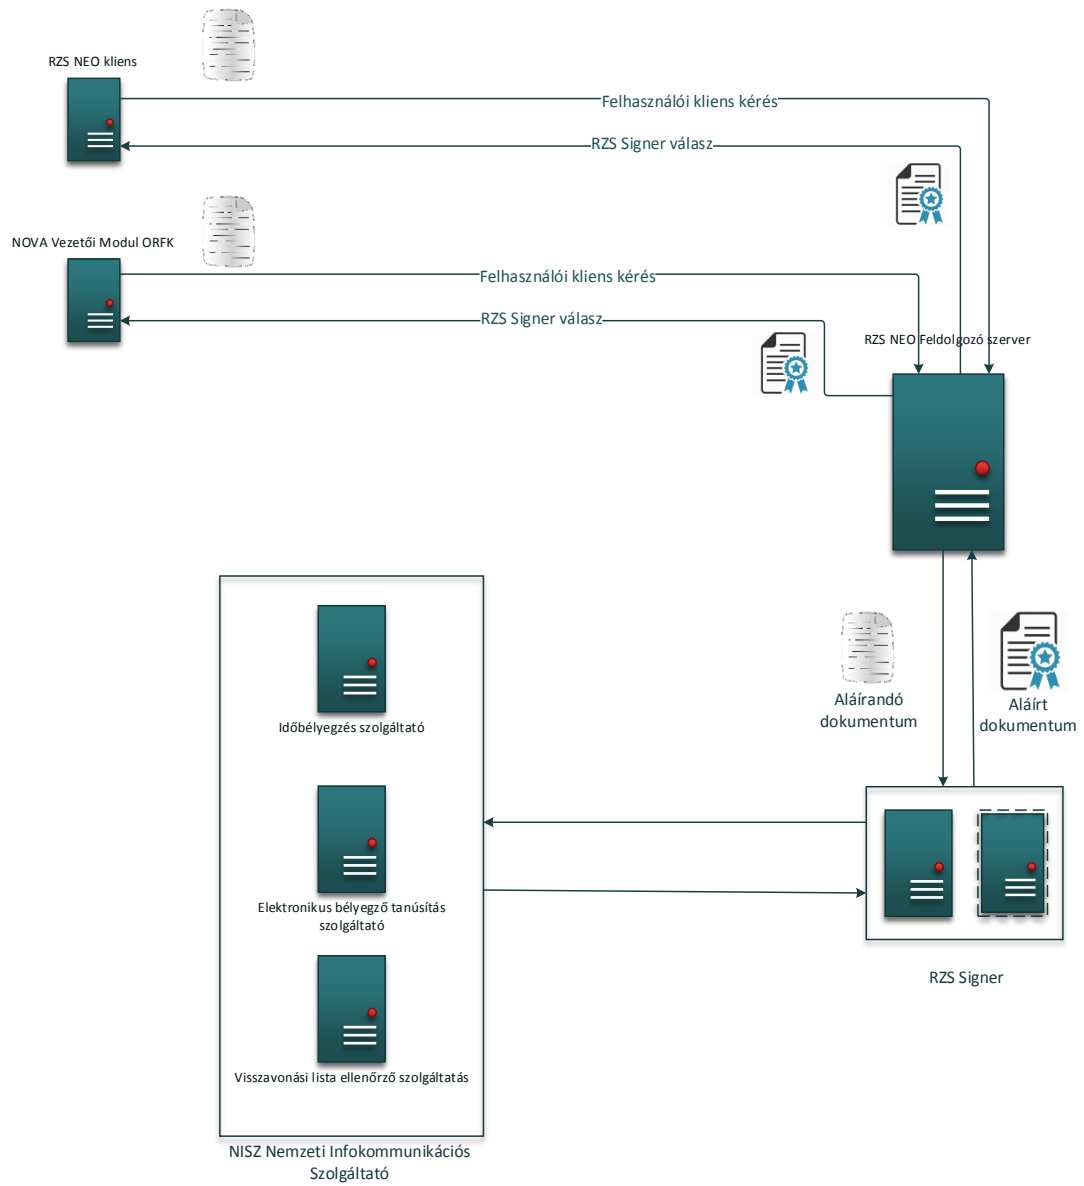 RZS NEO kliens
Felhasználói kliens kérés
RZS Signer válasz
NOVA Vezetői Modul ORFK
Felhasználói kliens kérés
RZS Signer válasz
RZS NEO Feldolgozó szerver
Aláírandó
dokumentum
Aláírt
dokumentum
Időbélyegzés szolgáltató
Elektronikus bélyegző tanúsítás
szolgáltató
Visszavonási lista ellenőrző szolgáltatás
RZS Signer
NISZ Nemzeti Infokommunikációs
Szolgáltató